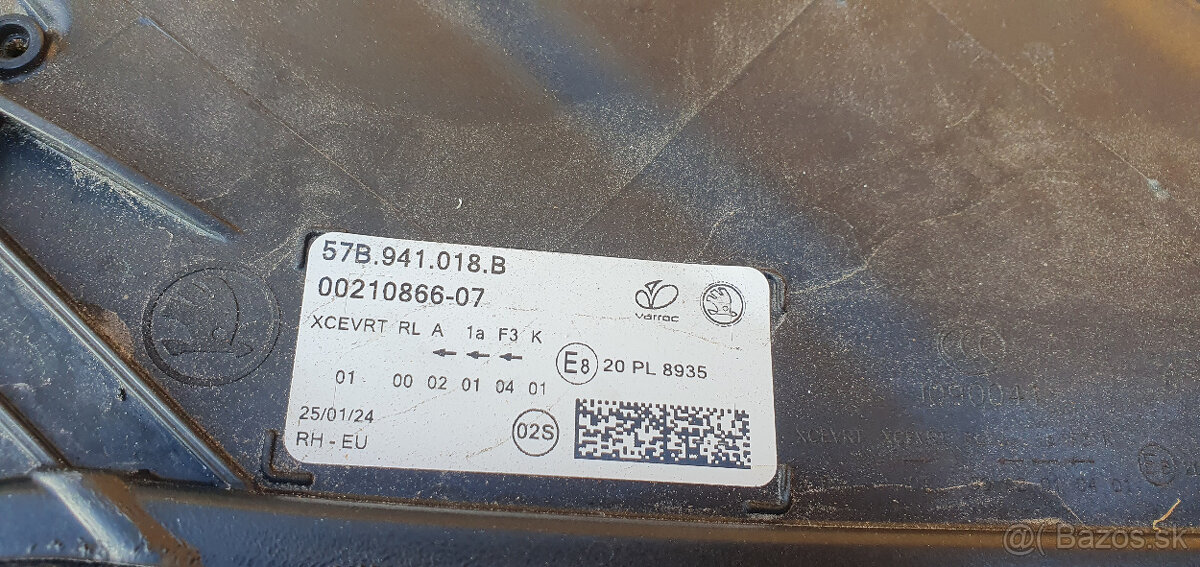 57B.941.018.B
00210866-07
varroc
XCEVRT RL A 1a F3 K
E8 20 PL 8935
01 00 02 01 04 01
25/01/24
RH - EU
02S
XCEVRT
@ Bazos.sk